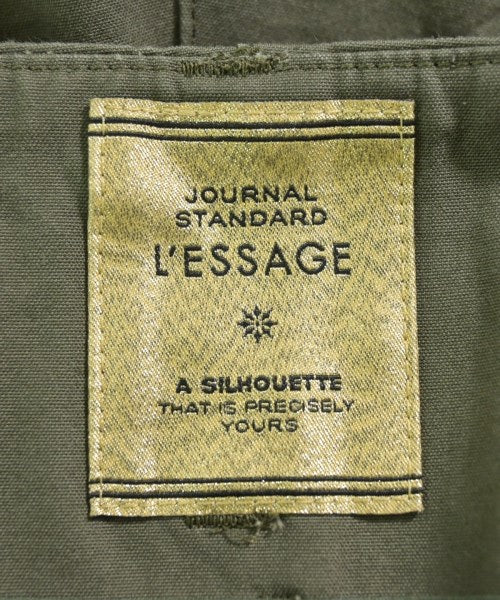 JOURNAL
STANDARD
L'ESSAGE
A SILHOUETTE
THAT IS PRECISELY
YOURS